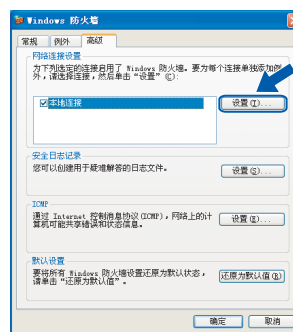 Windows 防火墙
常规 例外 高级
网络连接设置
为下列选定的连接启用了 Windows 防火墙。要为每个连接单独添加例
外，请选择连接，然后单击“设置”(C):
本地连接
设置(T)...
安全日志记录
您可以创建用于疑难解答的日志文件。
设置(S)...
ICMP
通过 Internet 控制消息协议(ICMP)，网络上的计
算机可能共享错误和状态信息。
设置(E)...
默认设置
要将所有 Windows 防火墙设置还原为默认状态，
请单击“还原为默认值”。
还原为默认值(R)
确定 取消